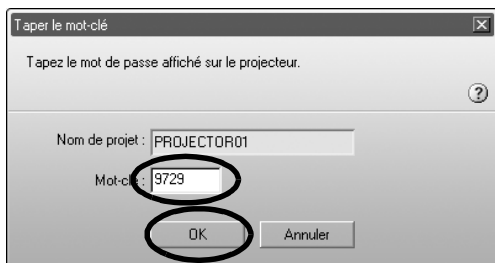 Taper le mot-clé
Tapez le mot de passe affiché sur le projecteur.
Nom de projet : PROJECTOR01
Mot-clé : 9729
OK Annuler